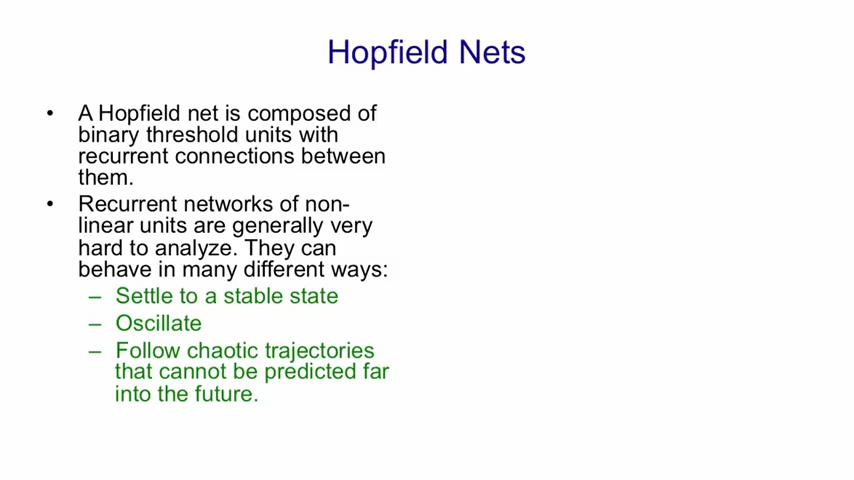 Hopfield Nets
• A Hopfield net is composed of
binary threshold units with
recurrent connections between
them.
• Recurrent networks of non-
linear units are generally very
hard to analyze. They can
behave in many different ways:
– Settle to a stable state
– Oscillate
– Follow chaotic trajectories
that cannot be predicted far
into the future.